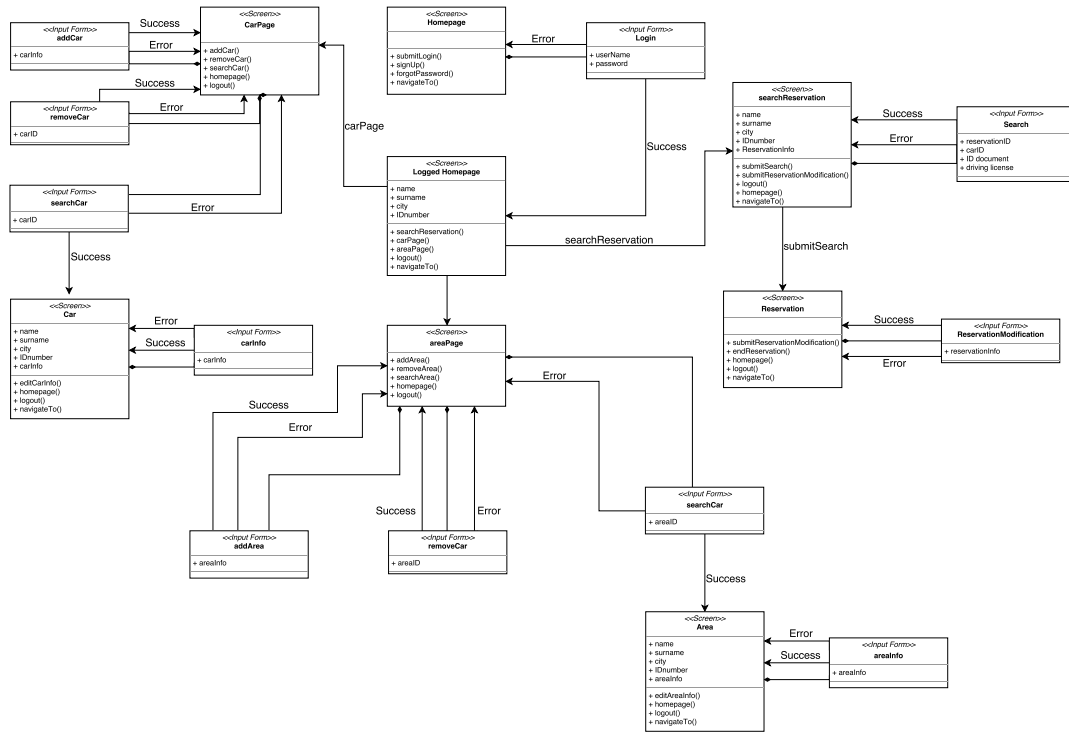 <<Input Form>>
addCar
+ carInfo
Success
Error
<<Screen>>
CarPage
+ addCar()
+ removeCar()
+ searchCar()
+ homepage()
+ logout()
<<Screen>>
Homepage
+ submitLogin()
+ signUp()
+ forgotPassword()
+ navigateTo()
Error
<<Input Form>>
Login
+ userName
+ password
Success
Error
<<Input Form>>
removeCar
+ carID
carPage
Success
<<Screen>>
searchReservation
+ name
+ surname
+ city
+ IDnumber
+ ReservationInfo
+ submitSearch()
+ submitReservationModification()
+ logout()
+ homepage()
+ navigateTo()
Success
Error
<<Input Form>>
Search
+ reservationID
+ carID
+ ID document
+ driving license
<<Input Form>>
searchCar
+ carID
Error
Success
<<Screen>>
Logged Homepage
+ name
+ surname
+ city
+ IDnumber
+ searchReservation()
+ carPage()
+ areaPage()
+ logout()
+ navigateTo()
searchReservation
submitSearch
<<Screen>>
Car
+ name
+ surname
+ city
+ IDnumber
+ carInfo
+ editCarInfo()
+ homepage()
+ logout()
+ navigateTo()
Error
Success
<<Input Form>>
carInfo
+ carInfo
<<Screen>>
areaPage
+ addArea()
+ removeArea()
+ searchArea()
+ homepage()
+ logout()
<<Screen>>
Reservation
+ submitReservationModification()
+ endReservation()
+ homepage()
+ logout()
+ navigateTo()
Success
Error
<<Input Form>>
ReservationModification
+ reservationInfo
Success
Error
Error
Success
Error
<<Input Form>>
addArea
+ areaInfo
<<Input Form>>
removeCar
+ areaID
<<Input Form>>
searchCar
+ areaID
Success
<<Screen>>
Area
+ name
+ surname
+ city
+ IDnumber
+ areaInfo
+ editAreaInfo()
+ homepage()
+ logout()
+ navigateTo()
Error
Success
<<Input Form>>
areaInfo
+ areaInfo